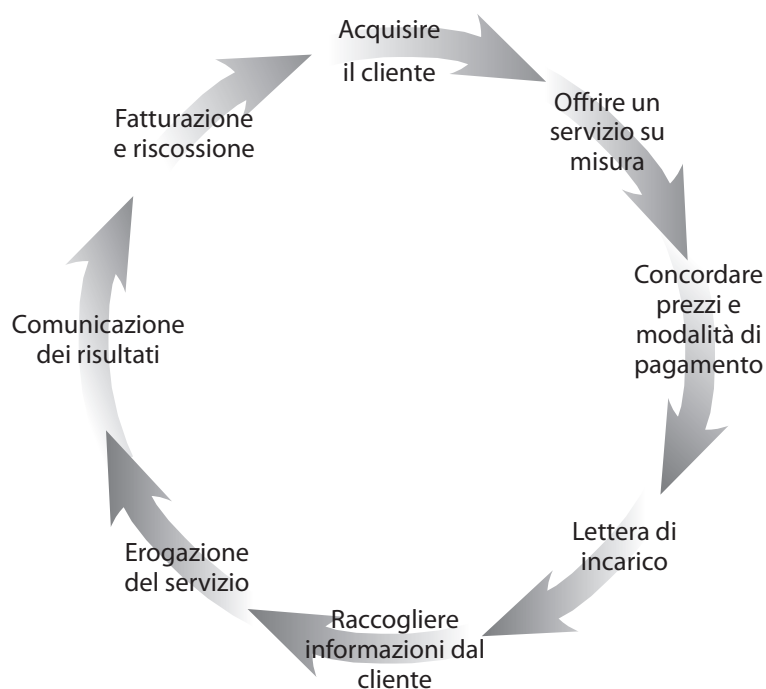 Acquisire
il cliente
Offrire un
servizio su
misura
Concordare
prezzi e
modalità di
pagamento
Lettera di
incarico
Raccogliere
informazioni dal
cliente
Erogazione
del servizio
Comunicazione
dei risultati
Fatturazione
e riscossione